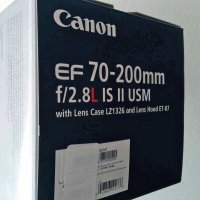 Canon
EF 70-200mm
f/2.8L IS II USM
with Lens Case LZ1326 and Lens Hood ET-87